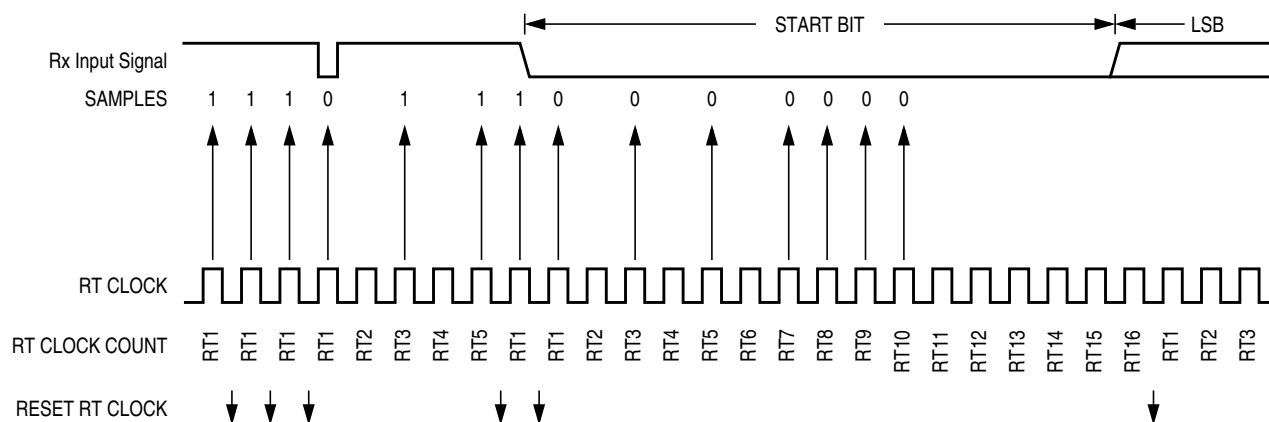 START BIT LSB
Rx Input Signal
SAMPLES 1 1 1 0 1 1 1 0 0 0 0 0 0 0
RT CLOCK
RT CLOCK COUNT RT1 RT1 RT1 RT1 RT2 RT3 RT4 RT5 RT1 RT1 RT2 RT3 RT4 RT5 RT6 RT7 RT8 RT9 RT10 RT11 RT12 RT13 RT14 RT15 RT16 RT1 RT2 RT3
RESET RT CLOCK